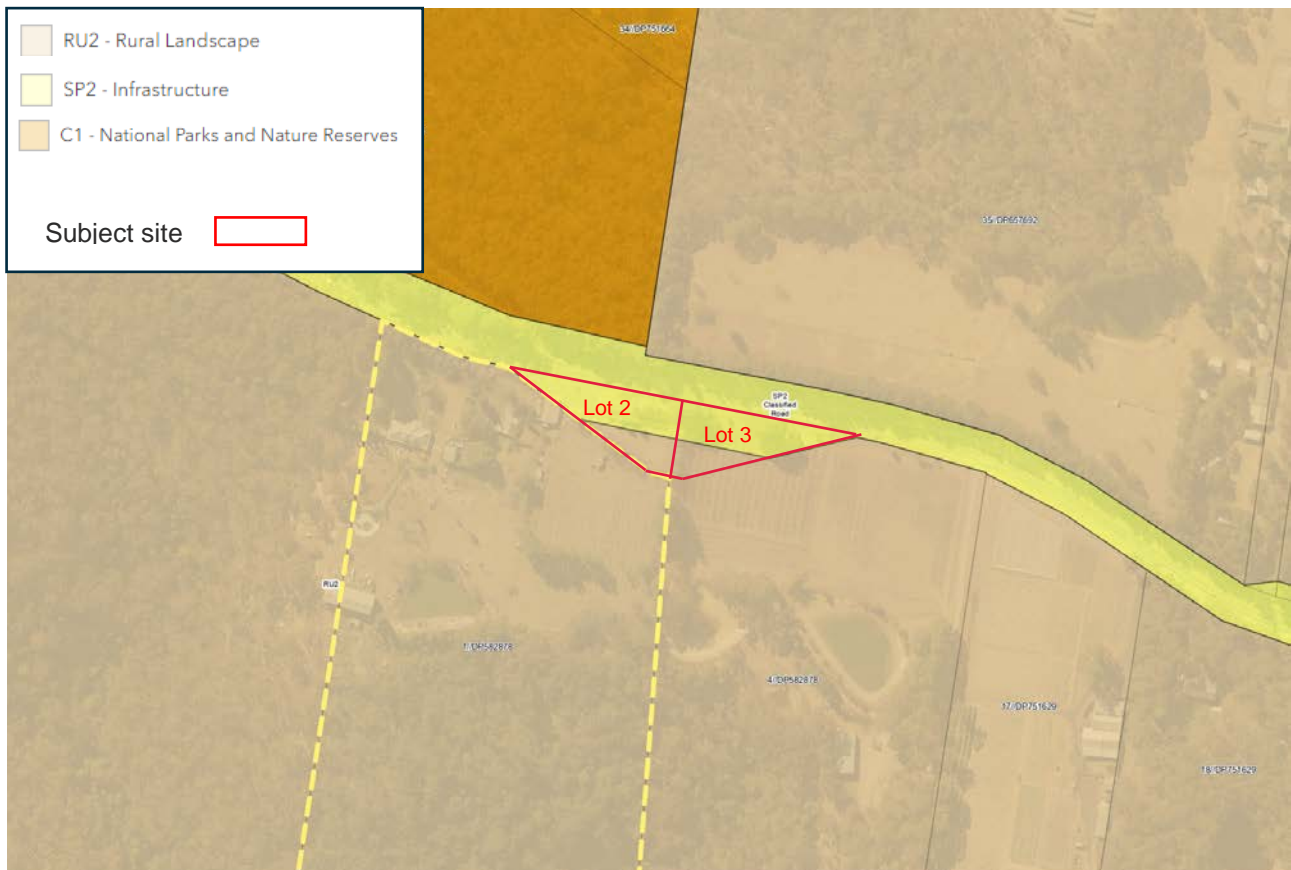 RU2 - Rural Landscape
SP2 - Infrastructure
C1 - National Parks and Nature Reserves
Subject site
34//DP751664
35//DP657692
SP2
Classified
Road
Lot 2
Lot 3
RU2
1//DP582878
4//DP582878
17//DP751629
18//DP751629